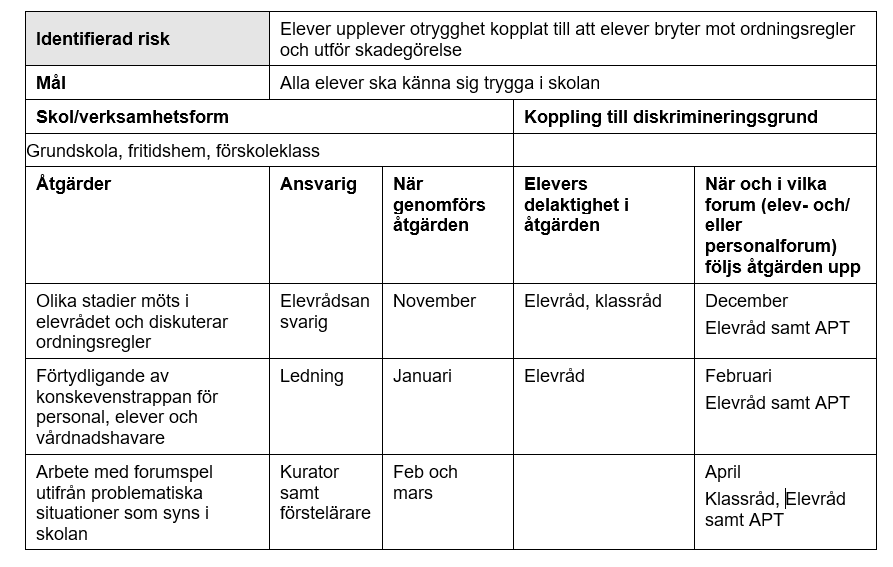 Identifierad risk
Elever upplever otrygghet kopplat till att elever bryter mot ordningsregler
och utför skadegörelse
Mål
Alla elever ska känna sig trygga i skolan
Skol/verksamhetsform
Koppling till diskrimineringsgrund
Grundskola, fritidshem, förskoleklass
Åtgärder
Ansvarig
När
genomförs
åtgärden
Elevers
delaktighet i
åtgärden
När och i vilka
forum (elev- och/
eller
personalforum)
följs åtgärden upp
Olika stadier möts i
elevrådet och diskuterar
ordningsregler
Elevrådsan
svarig
November
Elevråd, klassråd
December
Elevråd samt APT
Förtydligande av
konskevenstrappan för
personal, elever och
vårdnadshavare
Ledning
Januari
Elevråd
Februari
Elevråd samt APT
Arbete med forumspel
utifrån problematiska
situationer som syns i
skolan
Kurator
samt
förstelärare
Feb och
mars
April
Klassråd, Elevråd
samt APT